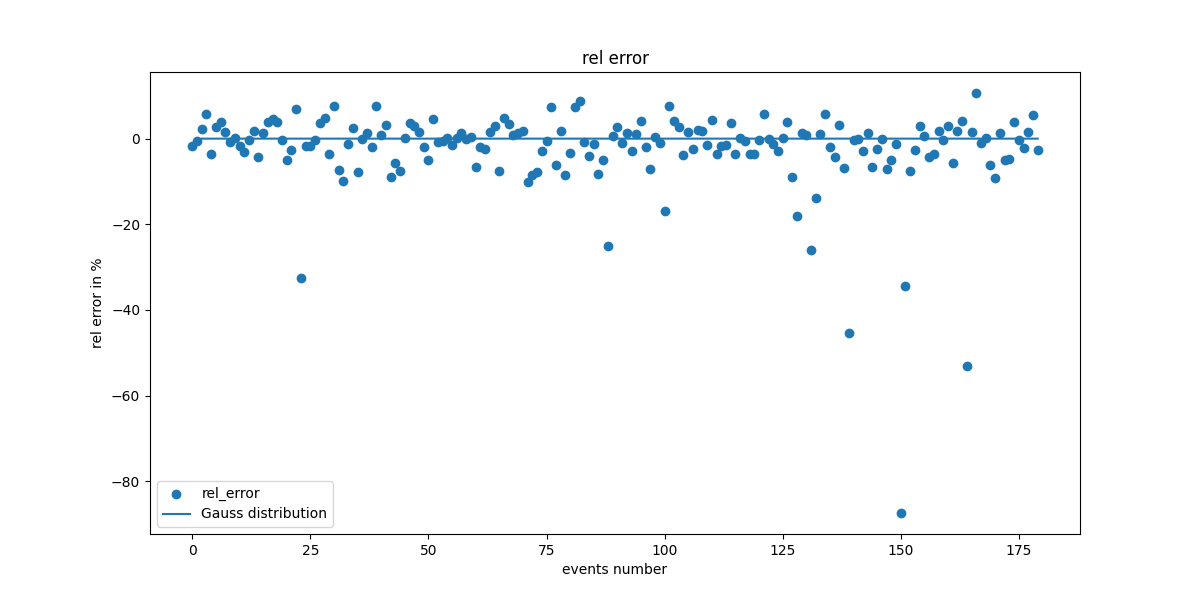 rel error
rel error in %
0
−20
−40
−60
−80
rel_error
Gauss distribution
0 25 50 75 100 125 150 175
events number